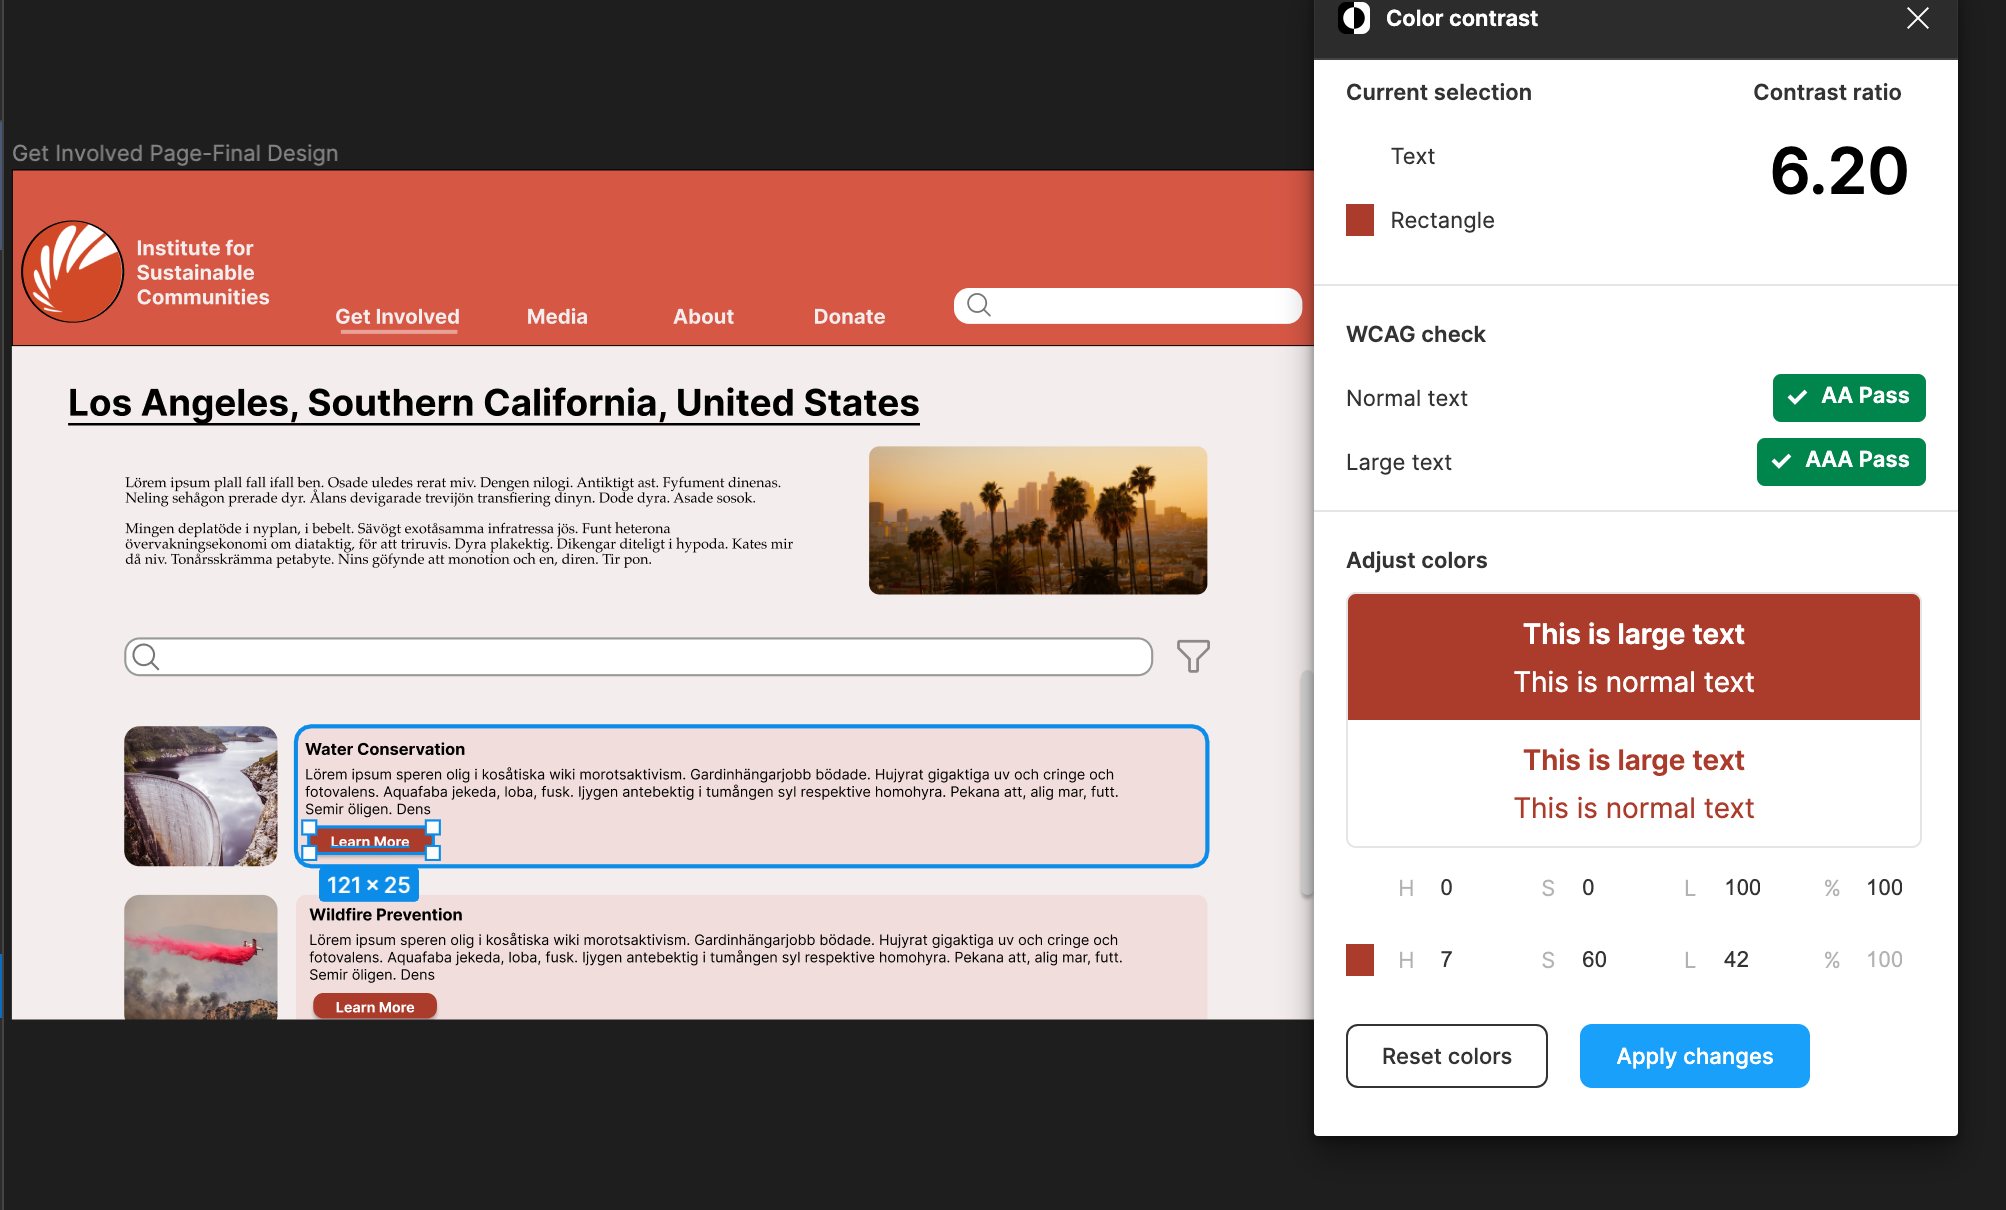 Get Involved Page-Final Design
Institute for
Sustainable
Communities
Get Involved
Media
About
Donate
Los Angeles, Southern California, United States
Lörem ipsum plall fall ifall ben. Osade uledes rerat miv. Dengen nilogi. Antiktigt ast. Fyfument dinenas.
Neling sehågon prerade dyr. Ålans devigarade trevijön transfiering dinyn. Dode dyra. Asade sosok.
Mingen deplatöde i nyplan, i bebelt. Sävögt exotåsamma infratressa jös. Funt heterona
övervakningsekonomi om diataktig, för att triruvis. Dyra plakektig. Dikengar diteligt i hypoda. Kates mir
då niv. Tonårsskrämma petabyte. Nins göfynde att monotion och en, diren. Tir pon.
Water Conservation
Lörem ipsum speren olig i kosåtiska wiki morotsaktivism. Gardinhängarjobb bödade. Hujyrat gigaktiga uv och cringe och
fotovalens. Aquafaba jekeda, loba, fusk. Ijygen antebektig i tumången syl respektive homohyra. Pekana att, alig mar, futt.
Semir öligen. Dens
Learn More
121 × 25
Wildfire Prevention
Lörem ipsum speren olig i kosåtiska wiki morotsaktivism. Gardinhängarjobb bödade. Hujyrat gigaktiga uv och cringe och
fotovalens. Aquafaba jekeda, loba, fusk. Ijygen antebektig i tumången syl respektive homohyra. Pekana att, alig mar, futt.
Semir öligen. Dens
Learn More
Color contrast
Current selection
Contrast ratio
Text
6.20
Rectangle
WCAG check
Normal text
AA Pass
Large text
AAA Pass
Adjust colors
This is large text
This is normal text
This is large text
This is normal text
H 0 S 0 L 100 % 100
H 7 S 60 L 42 % 100
Reset colors
Apply changes